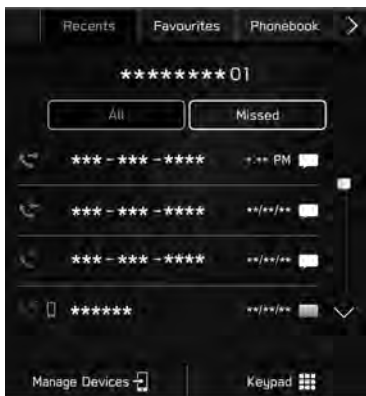 Recents Favourites Phonebook
********01
All Missed
***-***-**** *:** PM
***-***-**** **/**/**
***-***-**** **/**/**
****** **/**/**
Manage Devices Keypad